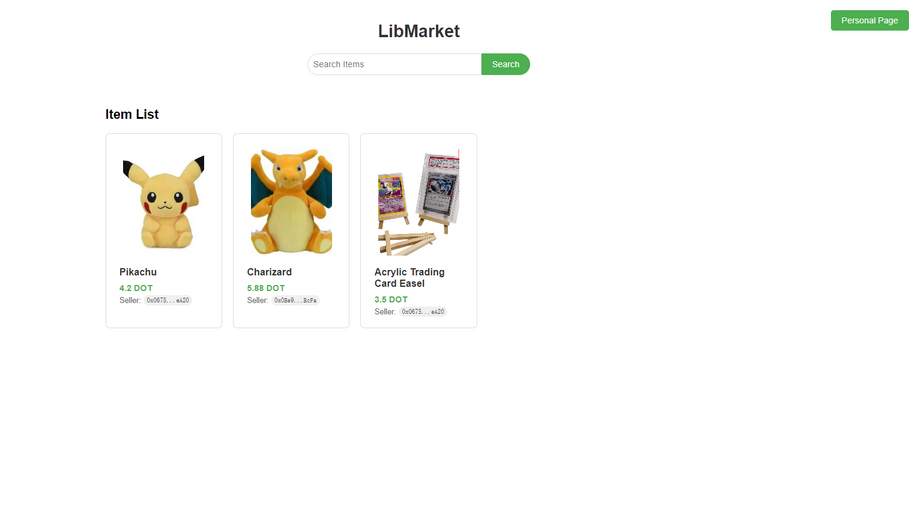 LibMarket
Personal Page
Search Items
Search
Item List
Pikachu
4.2 DOT
Seller: 0x0675...eA20
Charizard
5.88 DOT
Seller: 0xBe9...BcFa
Acrylic Trading
Card Easel
3.5 DOT
Seller: 0x0675...eA20